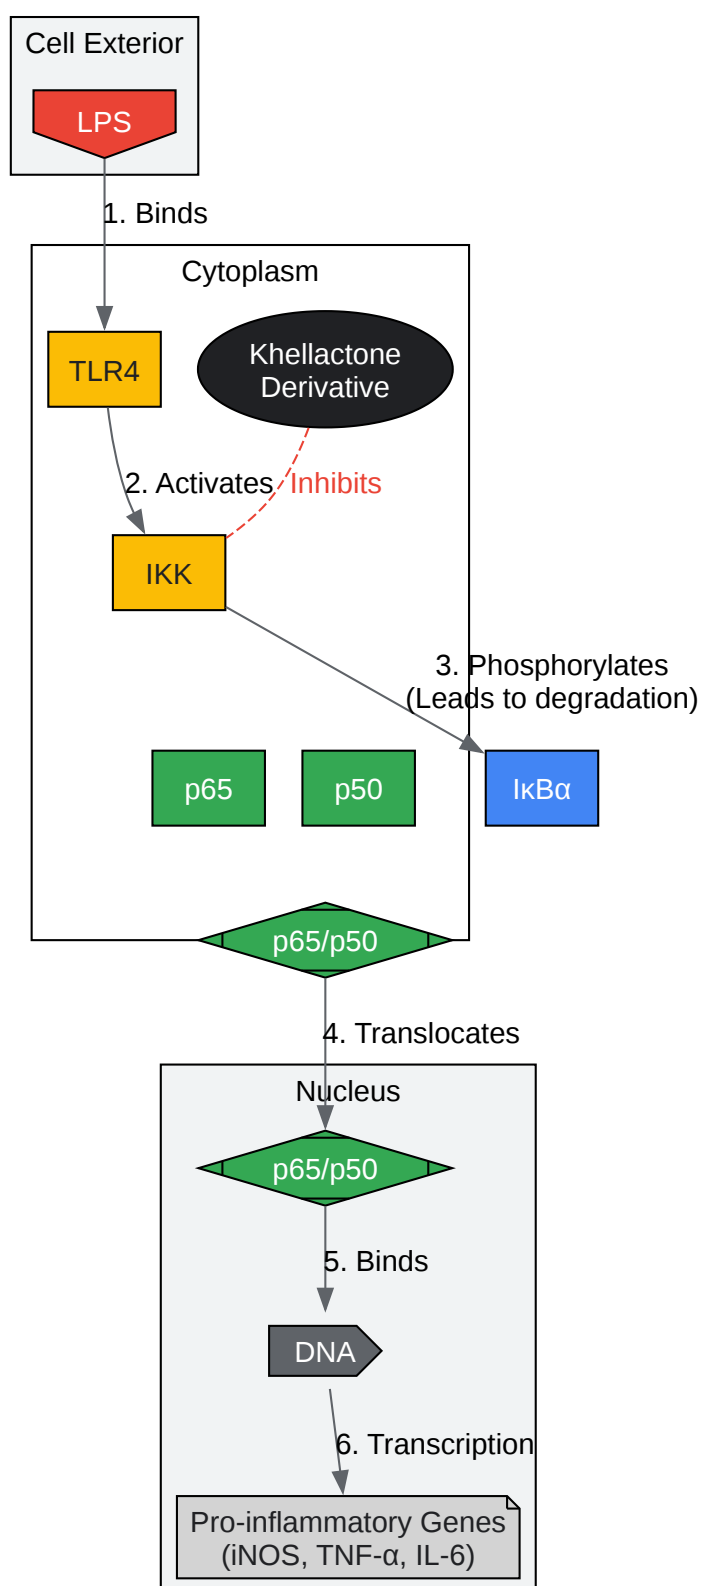 Cell Exterior
LPS
1. Binds
Cytoplasm
TLR4
Khellactone
Derivative
2. Activates
Inhibits
IKK
3. Phosphorylates
(Leads to degradation)
p65
p50
IκBα
p65/p50
4. Translocates
Nucleus
p65/p50
5. Binds
DNA
6. Transcription
Pro-inflammatory Genes
(iNOS, TNF-α, IL-6)